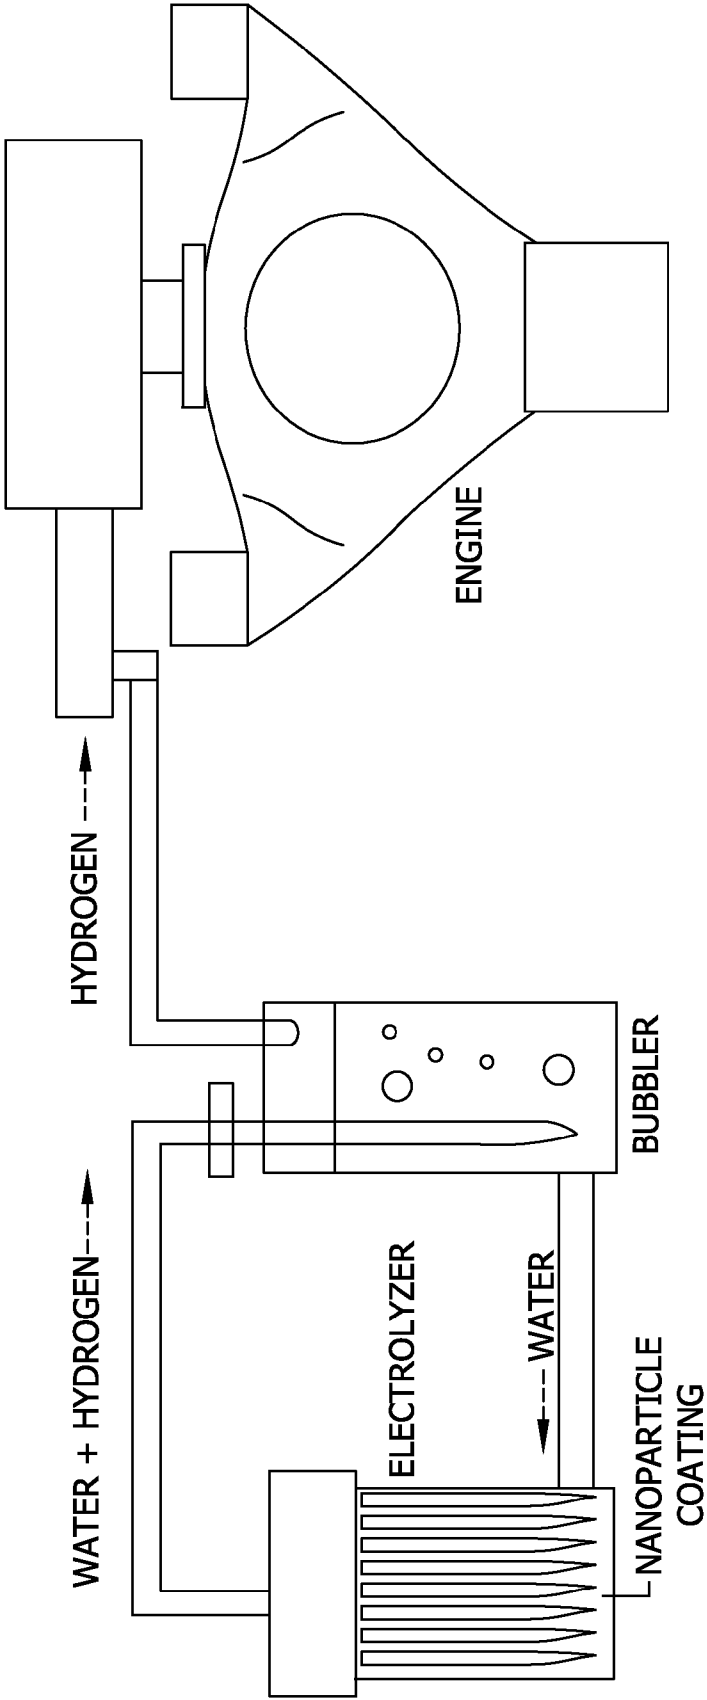 WATER + HYDROGEN
HYDROGEN
ELECTROLYZER
WATER
NANOPARTICLE
COATING
BUBBLER
ENGINE